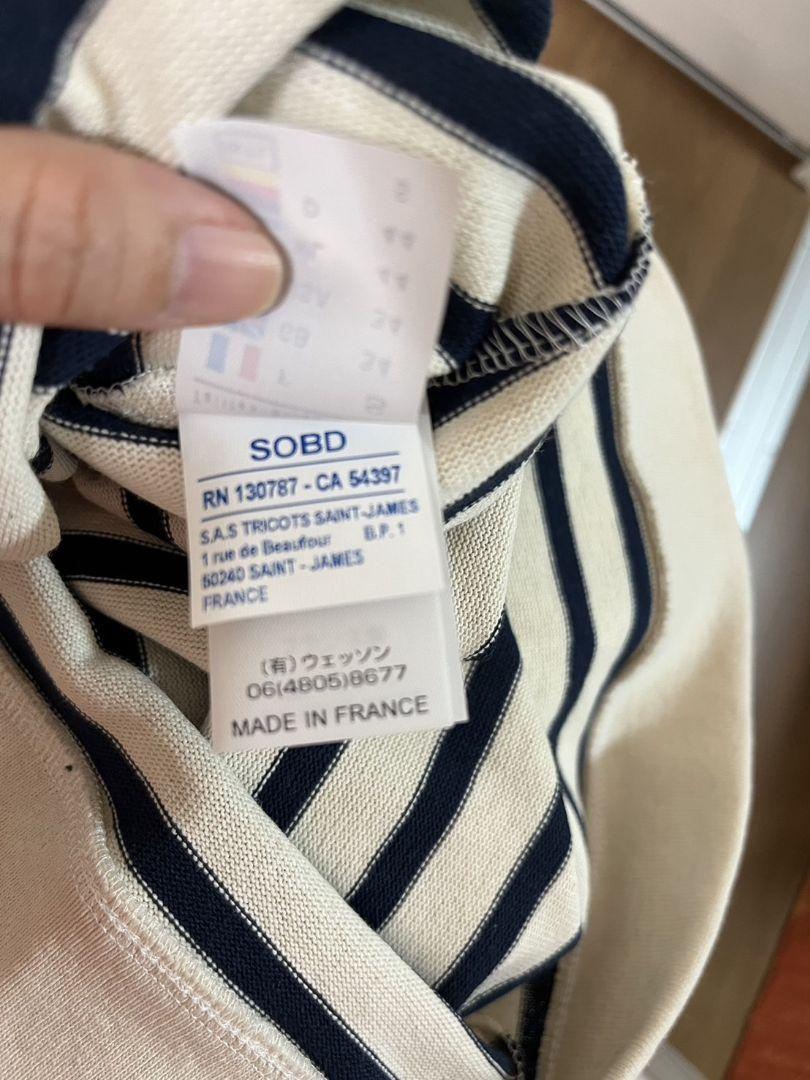 SOBD
RN 130787 - CA 54397
S.A.S TRICOTS SAINT-JAMES
1 rue de Beaufour B.P. 1
50240 SAINT - JAMES
FRANCE
(有)ウェッソン
06(4805)8677
MADE IN FRANCE